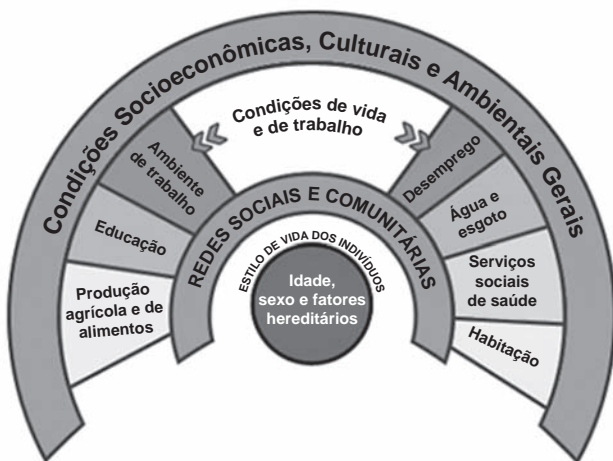 Condições Socioeconômicas, Culturais e Ambientais Gerais
Condições de vida
e de trabalho
Ambiente
de trabalho
Desemprego
Educação
Água e
esgoto
Produção
agrícola e de
alimentos
Serviços
sociais
de saúde
Habitação
REDES SOCIAIS E COMUNITÁRIAS
ESTILO DE VIDA DOS INDIVÍDUOS
Idade,
sexo e fatores
hereditários